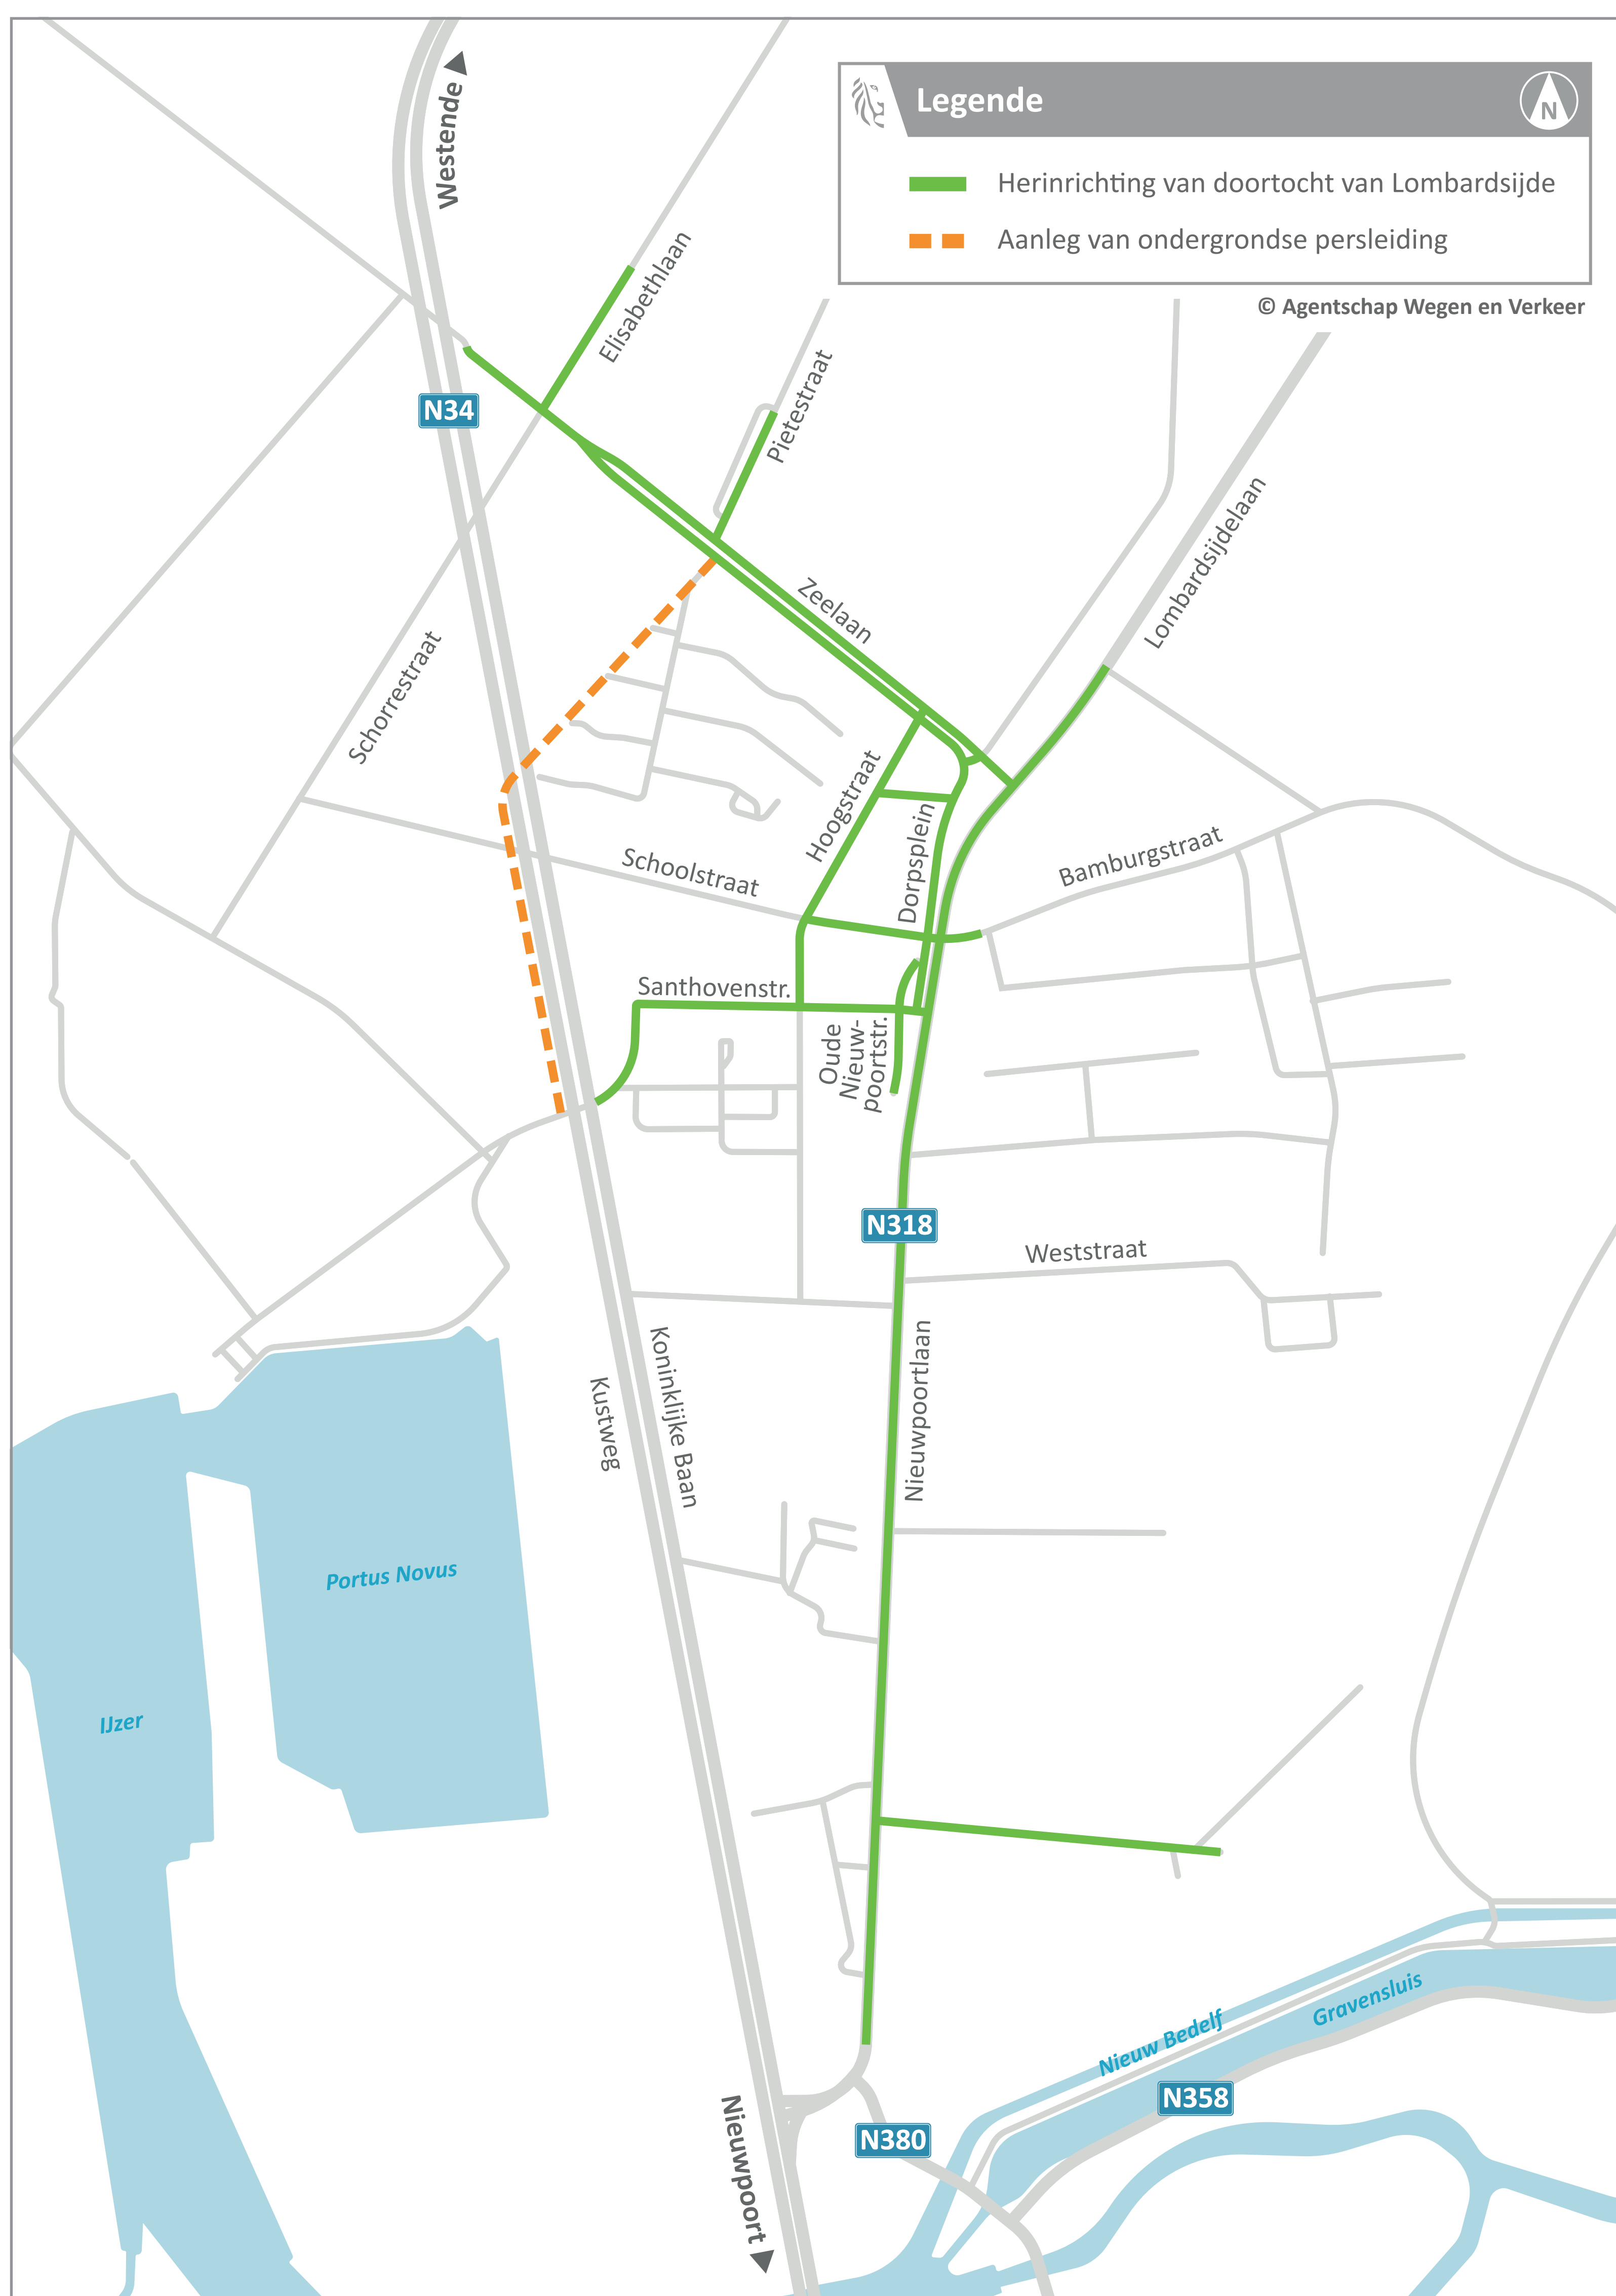 Legende
N
Herinrichting van doortocht van Lombardsijde
Aanleg van ondergrondse persleiding
© Agentschap Wegen en Verkeer
Westende
Elisabethlaan
Pietestraat
N34
Lombardsijdelaan
Zeelaan
Schorrestraat
Hoogstraat
Dorpsplein
Schoolstraat
Bamburgstraat
Santhovenstr.
Oude
Nieuw-
poortstr.
N318
Weststraat
Koninklijke Baan
Kustweg
Nieuwpoortlaan
Portus Novus
IJzer
Gravensluis
Nieuw Bedelf
N358
N380
Nieuwpoort